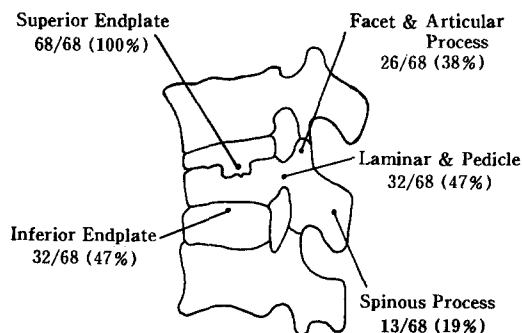 Superior Endplate
68/68 (100%)
Facet & Articular
Process
26/68 (38%)
Laminar & Pedicle
32/68 (47%)
Inferior Endplate
32/68 (47%)
Spinous Process
13/68 (19%)